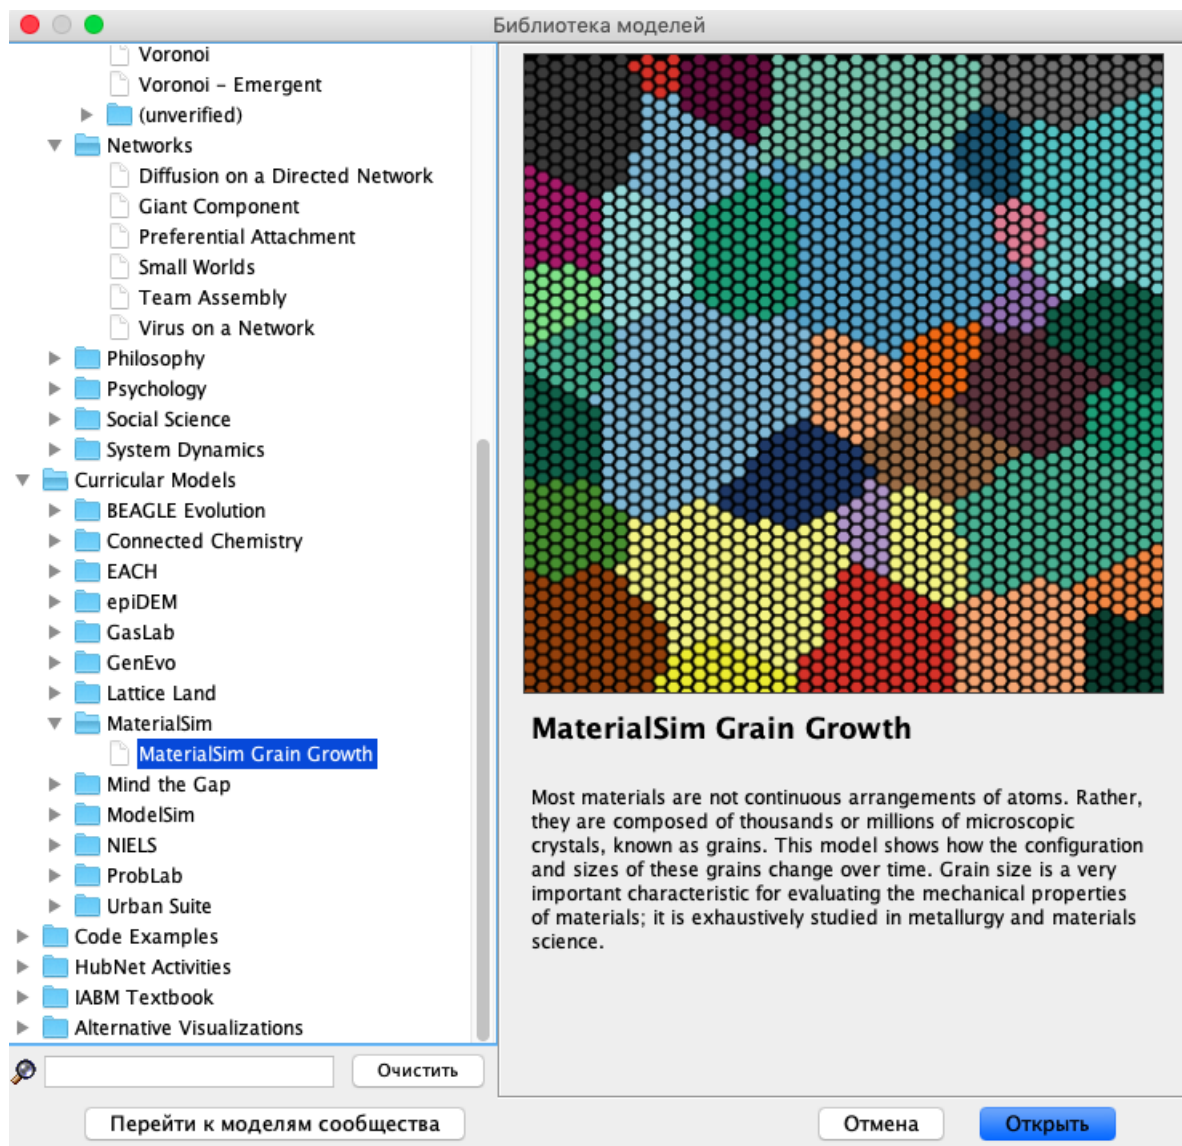 Библиотека моделей
Voronoi
Voronoi - Emergent
(unverified)
Networks
Diffusion on a Directed Network
Giant Component
Preferential Attachment
Small Worlds
Team Assembly
Virus on a Network
Philosophy
Psychology
Social Science
System Dynamics
Curricular Models
BEAGLE Evolution
Connected Chemistry
EACH
epiDEM
GasLab
GenEvo
Lattice Land
MaterialSim
MaterialSim Grain Growth
Mind the Gap
ModelSim
NIELS
ProbLab
Urban Suite
Code Examples
HubNet Activities
IABM Textbook
Alternative Visualizations
Очистить
MaterialSim Grain Growth
Most materials are not continuous arrangements of atoms. Rather,
they are composed of thousands or millions of microscopic
crystals, known as grains. This model shows how the configuration
and sizes of these grains change over time. Grain size is a very
important characteristic for evaluating the mechanical properties
of materials; it is exhaustively studied in metallurgy and materials
science.
Перейти к моделям сообщества
Отмена
Открыть